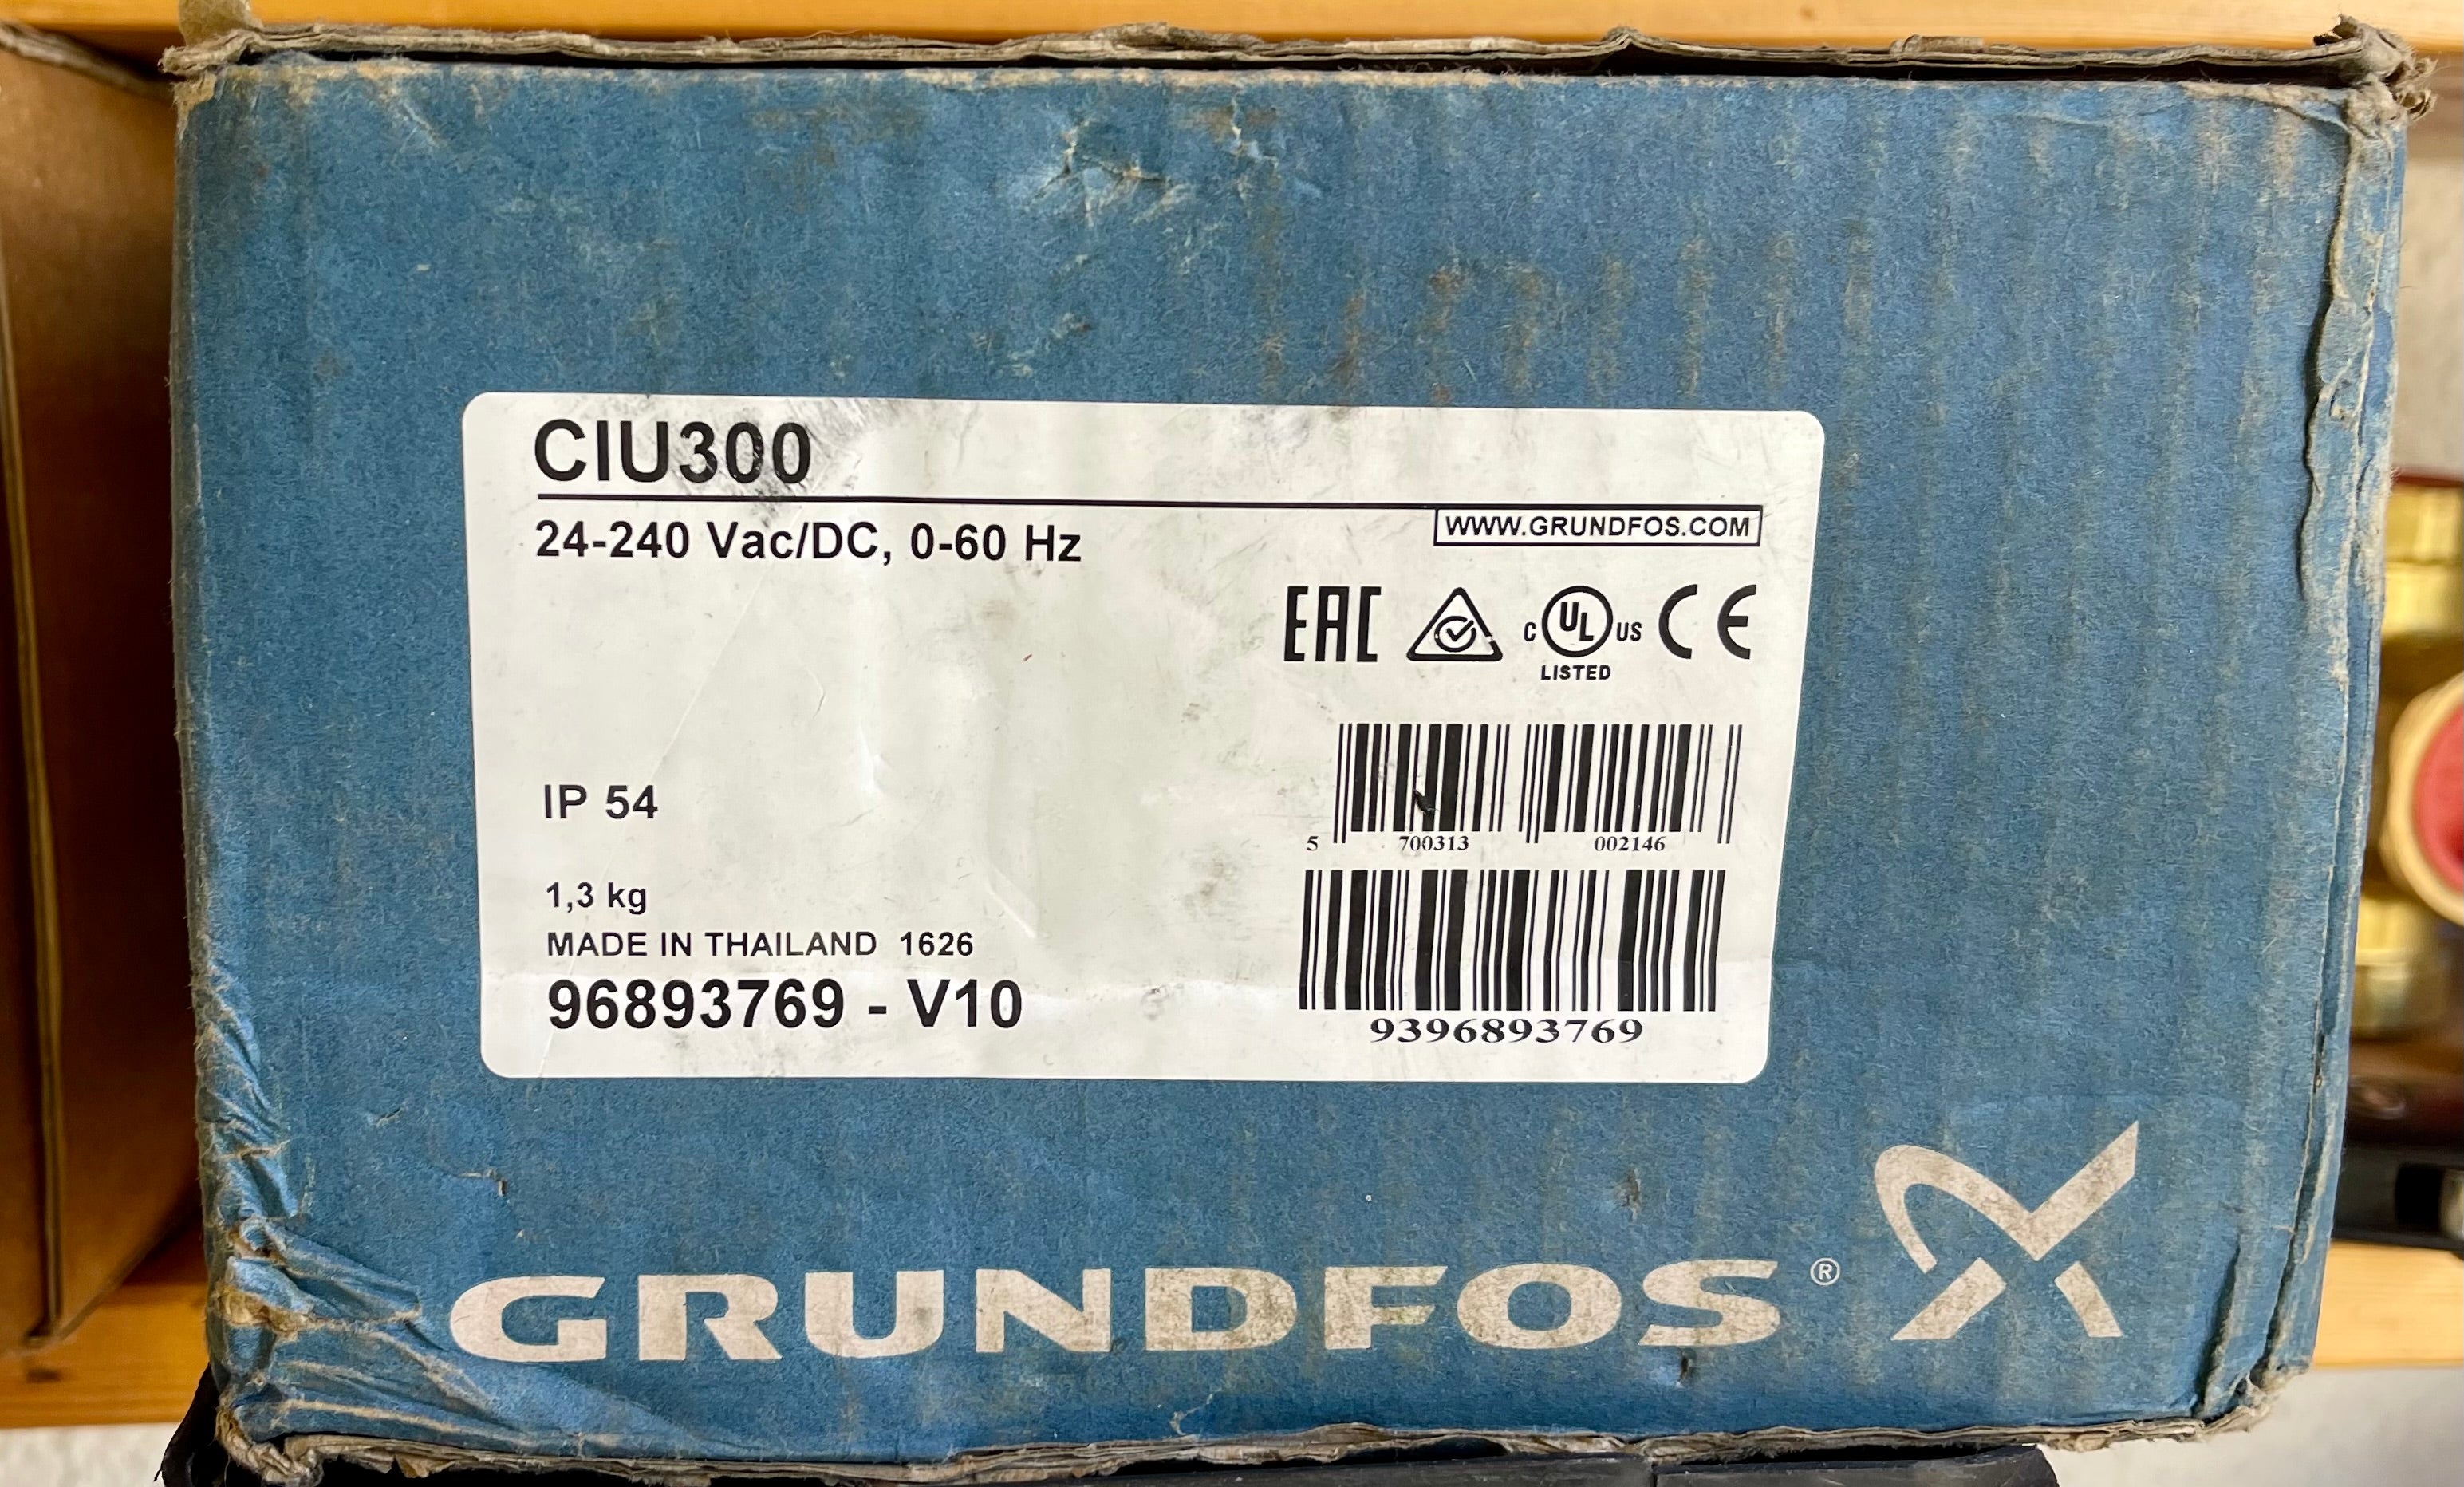 CIU300
24-240 Vac/DC, 0-60 Hz
WWW.GRUNDFOS.COM
EAC
C UL US CE
LISTED
IP 54
5 700313 002146
1,3 kg
MADE IN THAILAND 1626
96893769 - V10
9396893769
GRUNDFOS®